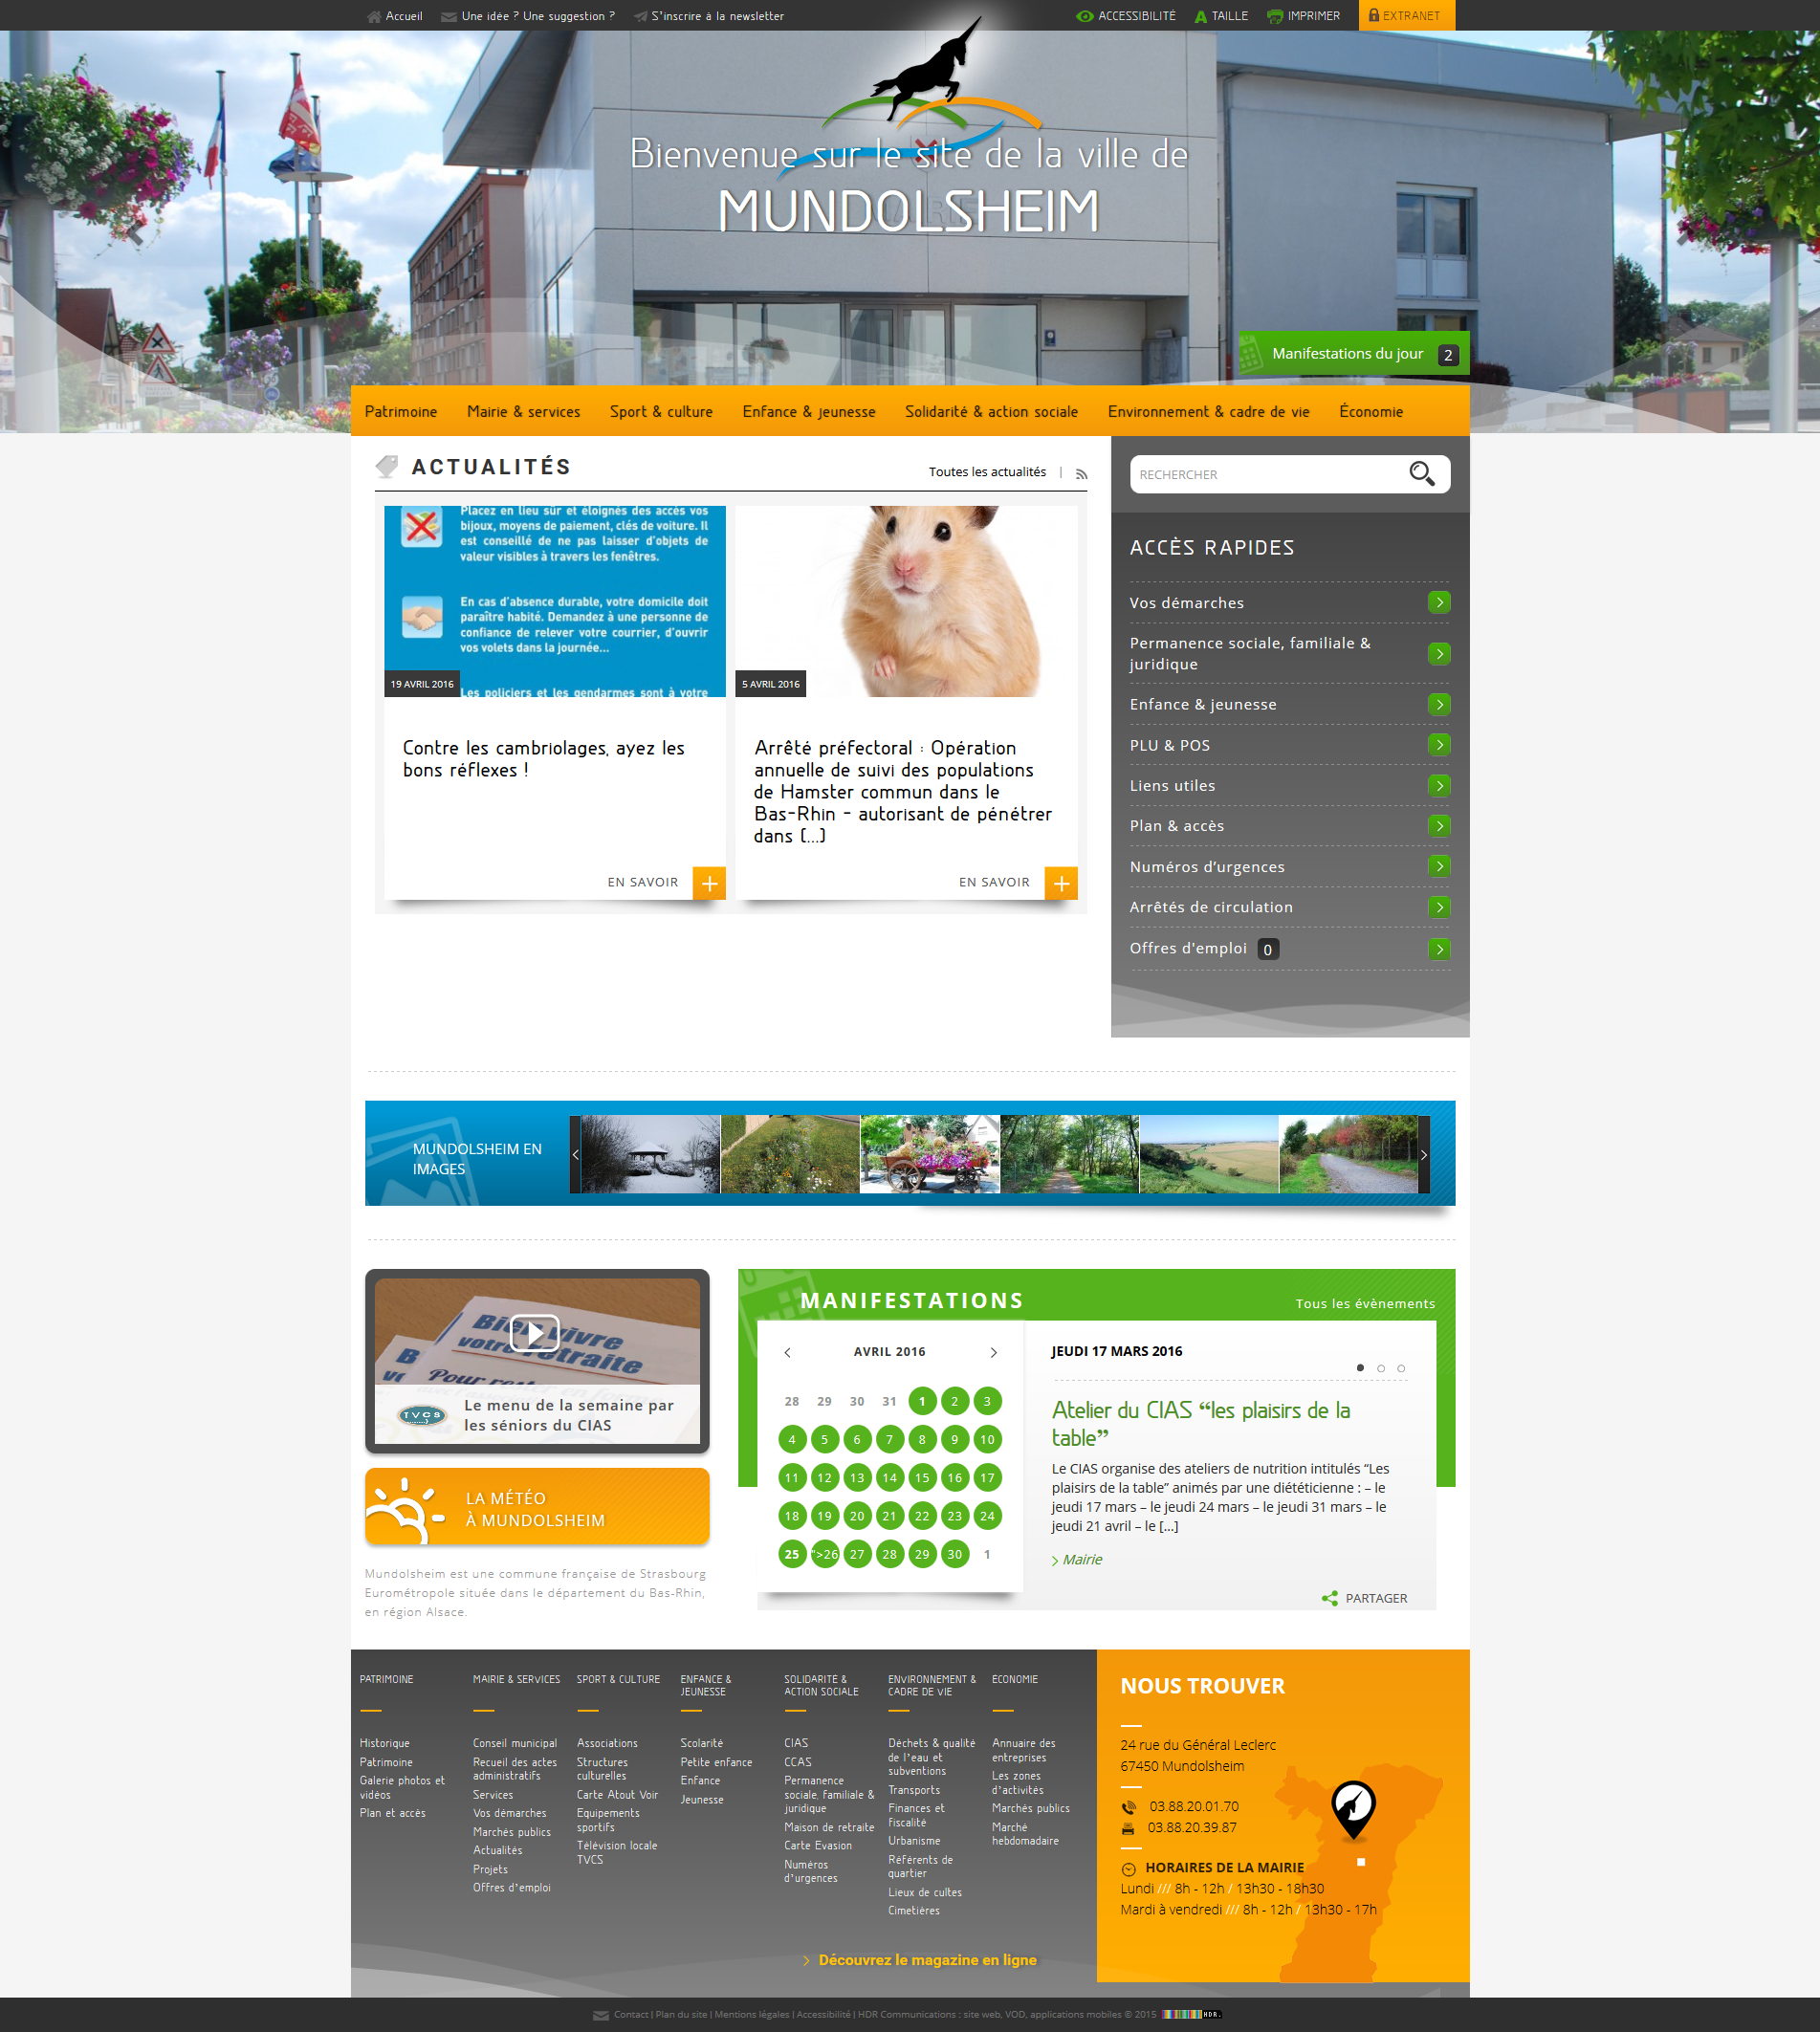 Accueil
Une idée ? Une suggestion ?
S'inscrire à la newsletter
ACCESSIBILITÉ
TAILLE
IMPRIMER
EXTRANET
Bienvenue sur le site de la ville de
MUNDOLSHEIM
Manifestations du jour 2
Patrimoine
Mairie & services
Sport & culture
Enfance & jeunesse
Solidarité & action sociale
Environnement & cadre de vie
Économie
ACTUALITÉS
Toutes les actualités |
Placez en lieu sûr et éloignés des accès vos
bijoux, moyens de paiement, clés de voiture. Il
est conseillé de ne pas laisser d'objets de
valeur visibles à travers les fenêtres.
En cas d'absence durable, votre domicile doit
paraître habité. Demandez à une personne de
confiance de relever votre courrier, d'ouvrir
vos volets dans la journée...
Les policiers et les gendarmes sont à votre
19 AVRIL 2016
Contre les cambriolages, ayez les
bons réflexes !
EN SAVOIR +
5 AVRIL 2016
Arrêté préfectoral : Opération
annuelle de suivi des populations
de Hamster commun dans le
Bas-Rhin – autorisant de pénétrer
dans [...]
EN SAVOIR +
RECHERCHER
ACCÈS RAPIDES
Vos démarches
Permanence sociale, familiale &
juridique
Enfance & jeunesse
PLU & POS
Liens utiles
Plan & accès
Numéros d'urgences
Arrêtés de circulation
Offres d'emploi 0
MUNDOLSHEIM EN
IMAGES
Bien vivre
votre retraite
Pour rester en forme
TVCS
Le menu de la semaine par
les séniors du CIAS
LA MÉTÉO
À MUNDOLSHEIM
Mundolsheim est une commune française de Strasbourg
Eurométropole située dans le département du Bas-Rhin,
en région Alsace.
MANIFESTATIONS
Tous les évènements
AVRIL 2016
28 29 30 31 1 2 3
4 5 6 7 8 9 10
11 12 13 14 15 16 17
18 19 20 21 22 23 24
25 ">26 27 28 29 30 1
JEUDI 17 MARS 2016
Atelier du CIAS “les plaisirs de la
table”
Le CIAS organise des ateliers de nutrition intitulés “Les
plaisirs de la table” animés par une diététicienne : – le
jeudi 17 mars – le jeudi 24 mars – le jeudi 31 mars – le
jeudi 21 avril – le [...]
Mairie
PARTAGER
PATRIMOINE
Historique
Patrimoine
Galerie photos et
vidéos
Plan et accès
MAIRIE & SERVICES
Conseil municipal
Recueil des actes
administratifs
Services
Vos démarches
Marchés publics
Actualités
Projets
Offres d'emploi
SPORT & CULTURE
Associations
Structures
culturelles
Carte Atout Voir
Equipements
sportifs
Télévision locale
TVCS
ENFANCE &
JEUNESSE
Scolarité
Petite enfance
Enfance
Jeunesse
SOLIDARITÉ &
ACTION SOCIALE
CIAS
CCAS
Permanence
sociale, familiale &
juridique
Maison de retraite
Carte Evasion
Numéros
d'urgences
ENVIRONNEMENT &
CADRE DE VIE
Déchets & qualité
de l'eau et
subventions
Transports
Finances et
fiscalité
Urbanisme
Référents de
quartier
Lieux de cultes
Cimetières
ÉCONOMIE
Annuaire des
entreprises
Les zones
d'activités
Marchés publics
Marché
hebdomadaire
Découvrez le magazine en ligne
NOUS TROUVER
24 rue du Général Leclerc
67450 Mundolsheim
03.88.20.01.70
03.88.20.39.87
HORAIRES DE LA MAIRIE
Lundi /// 8h - 12h / 13h30 - 18h30
Mardi à vendredi /// 8h - 12h / 13h30 - 17h
Contact | Plan du site | Mentions légales | Accessibilité | HDR Communications : site web, VOD, applications mobiles © 2015 HDR.